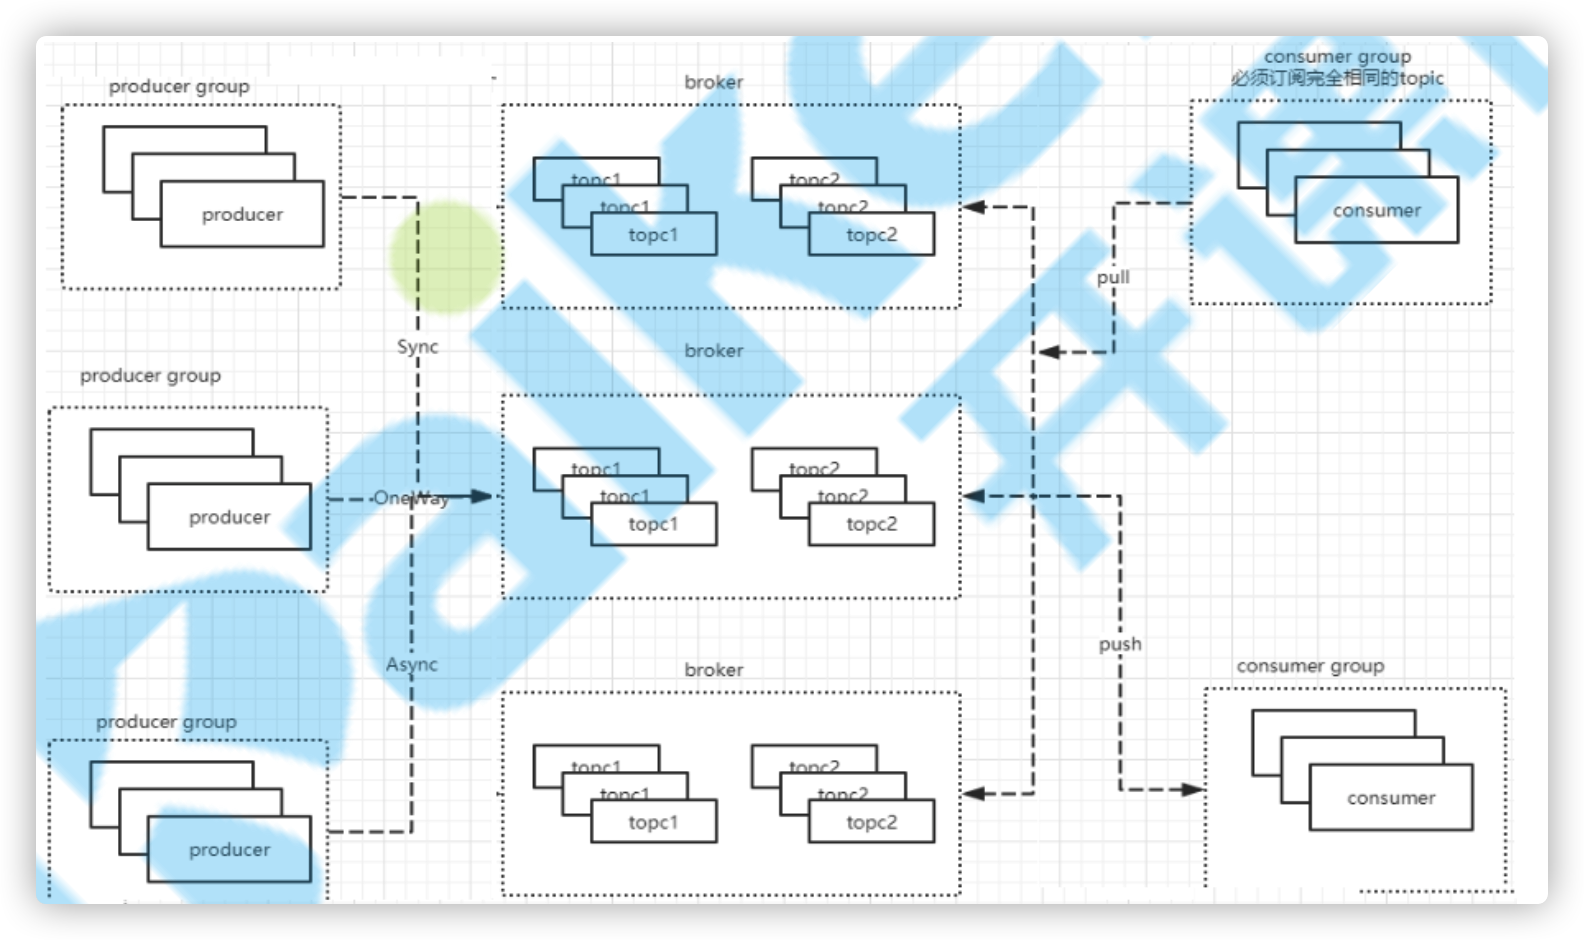 producer group
producer
producer group
producer
producer group
producer
Sync
OneWay
Async
broker
topc1
topc1
topc1
topc2
topc2
topc2
broker
topc1
topc1
topc1
topc2
topc2
topc2
broker
topc1
topc1
topc1
topc2
topc2
topc2
pull
push
consumer group
必须订阅完全相同的topic
consumer
consumer group
consumer